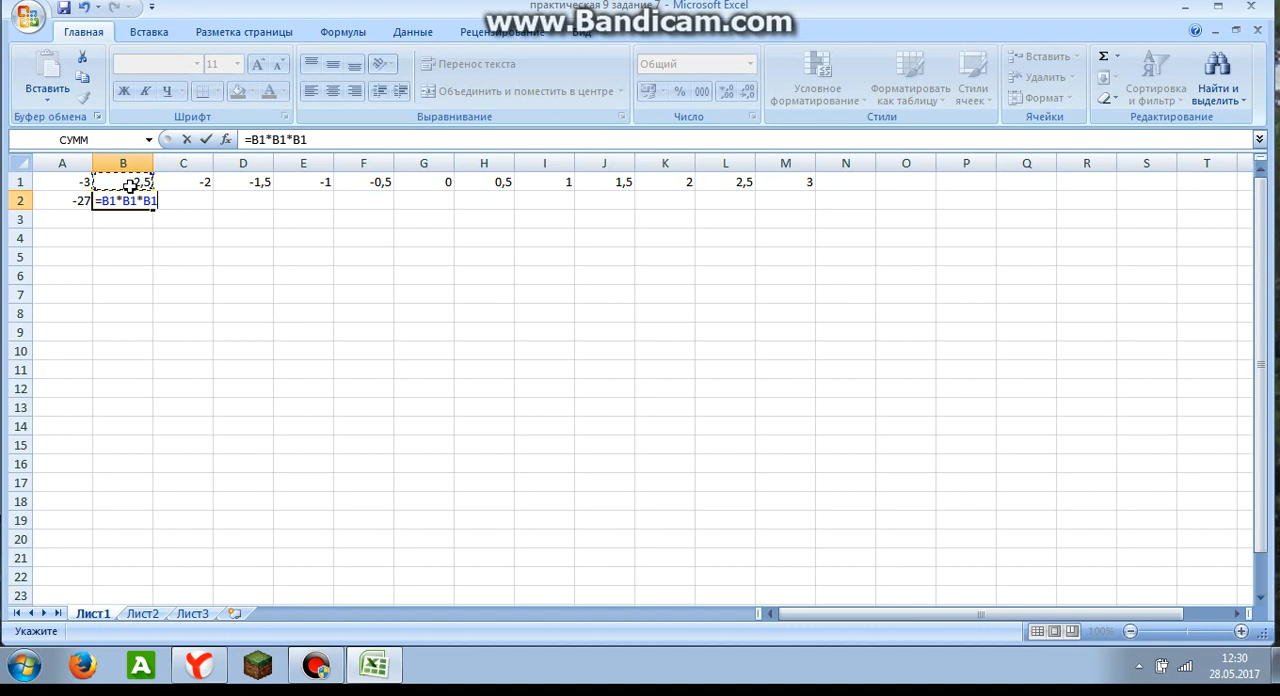 практическая 9 задание 7 - Microsoft Excel
www.Bandicam.com
Главная Вставка Разметка страницы Формулы Данные Рецензирование Вид
Вставить
Буфер обмена
11
Ж К Ч
Шрифт
Перенос текста
Объединить и поместить в центре
Выравнивание
Общий
% 000
Число
Условное форматирование
Форматировать как таблицу
Стили ячеек
Стили
Вставить
Удалить
Формат
Ячейки
Σ
Сортировка и фильтр
Найти и выделить
Редактирование
СУММ =B1*B1*B1
A B C D E F G H I J K L M N O P Q R S T
1 -3 2,5 -2 -1,5 -1 -0,5 0 0,5 1 1,5 2 2,5 3
2 -27 =B1*B1*B1
3
4
5
6
7
8
9
10
11
12
13
14
15
16
17
18
19
20
21
22
23
Лист1 Лист2 Лист3
Укажите 100%
12:30
28.05.2017